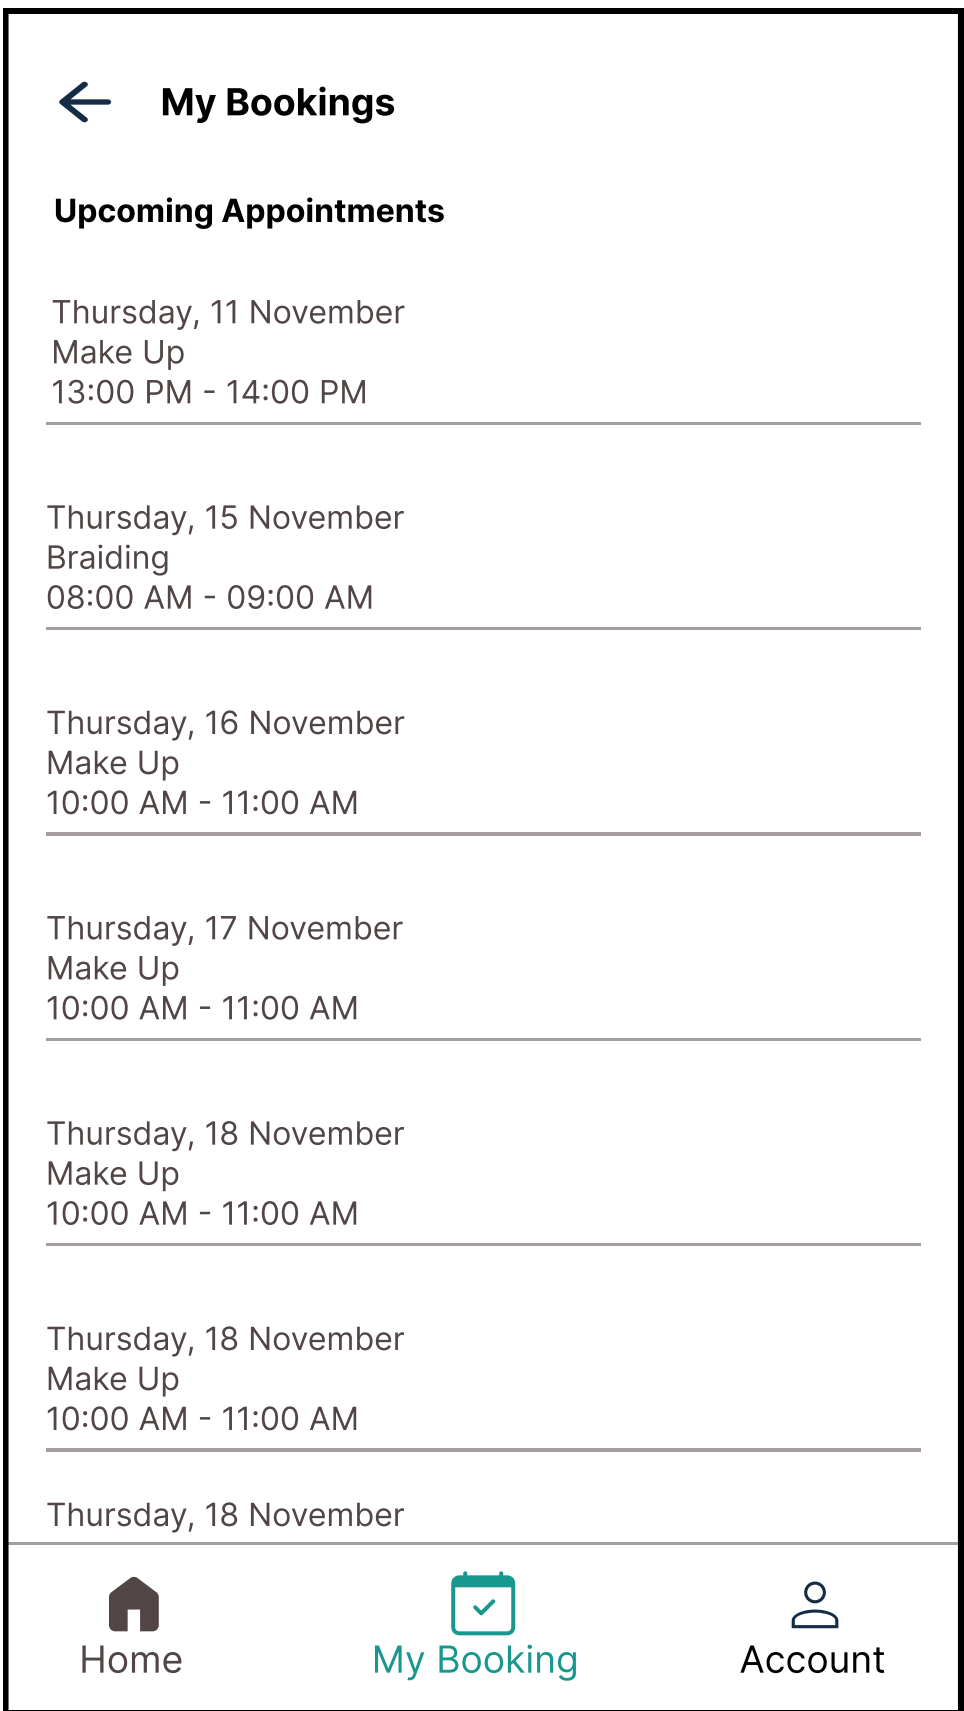 My Bookings
Upcoming Appointments
Thursday, 11 November
Make Up
13:00 PM - 14:00 PM
Thursday, 15 November
Braiding
08:00 AM - 09:00 AM
Thursday, 16 November
Make Up
10:00 AM - 11:00 AM
Thursday, 17 November
Make Up
10:00 AM - 11:00 AM
Thursday, 18 November
Make Up
10:00 AM - 11:00 AM
Thursday, 18 November
Make Up
10:00 AM - 11:00 AM
Thursday, 18 November
Home
My Booking
Account